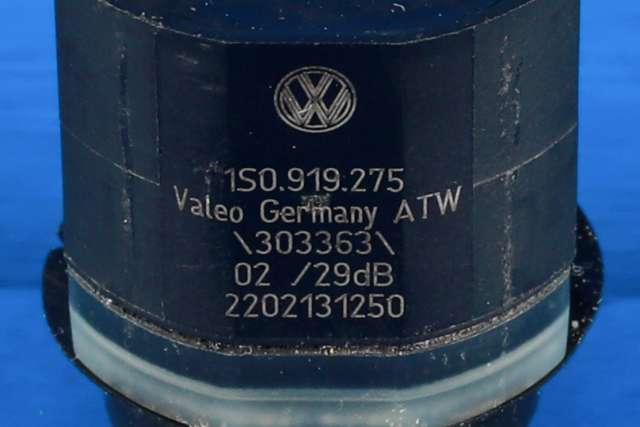 1S0.919.275
Valeo Germany ATW
\303363\
02 /29dB
2202131250